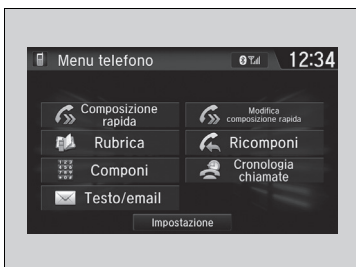 Menu telefono
12:34
Composizione
rapida
Modifica
composizione rapida
Rubrica
Ricomponi
Componi
Cronologia
chiamate
Testo/email
Impostazione